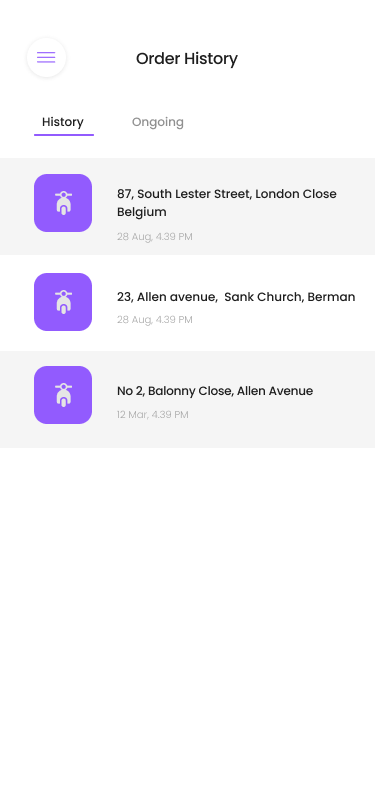 Order History
History
Ongoing
87, South Lester Street, London Close
Belgium
28 Aug, 4.39 PM
23, Allen avenue,  Sank Church, Berman
28 Aug, 4.39 PM
No 2, Balonny Close, Allen Avenue
12 Mar, 4.39 PM